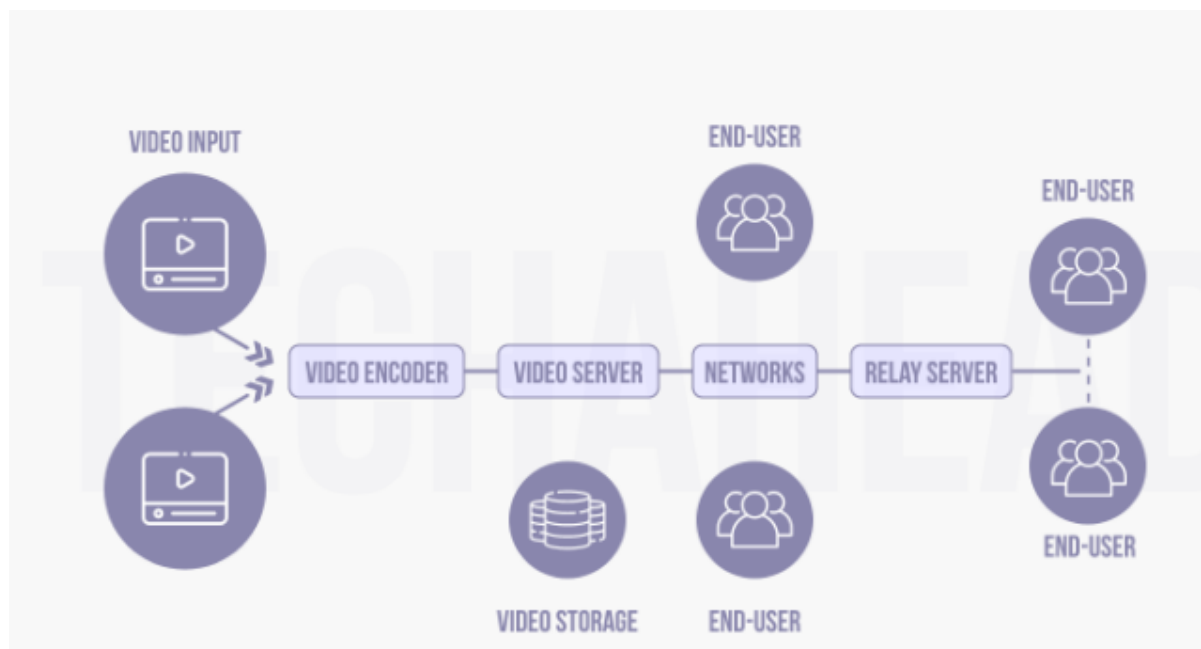 VIDEO INPUT
END-USER
END-USER
VIDEO ENCODER
VIDEO SERVER
NETWORKS
RELAY SERVER
END-USER
VIDEO STORAGE
END-USER
TECHAHEAD